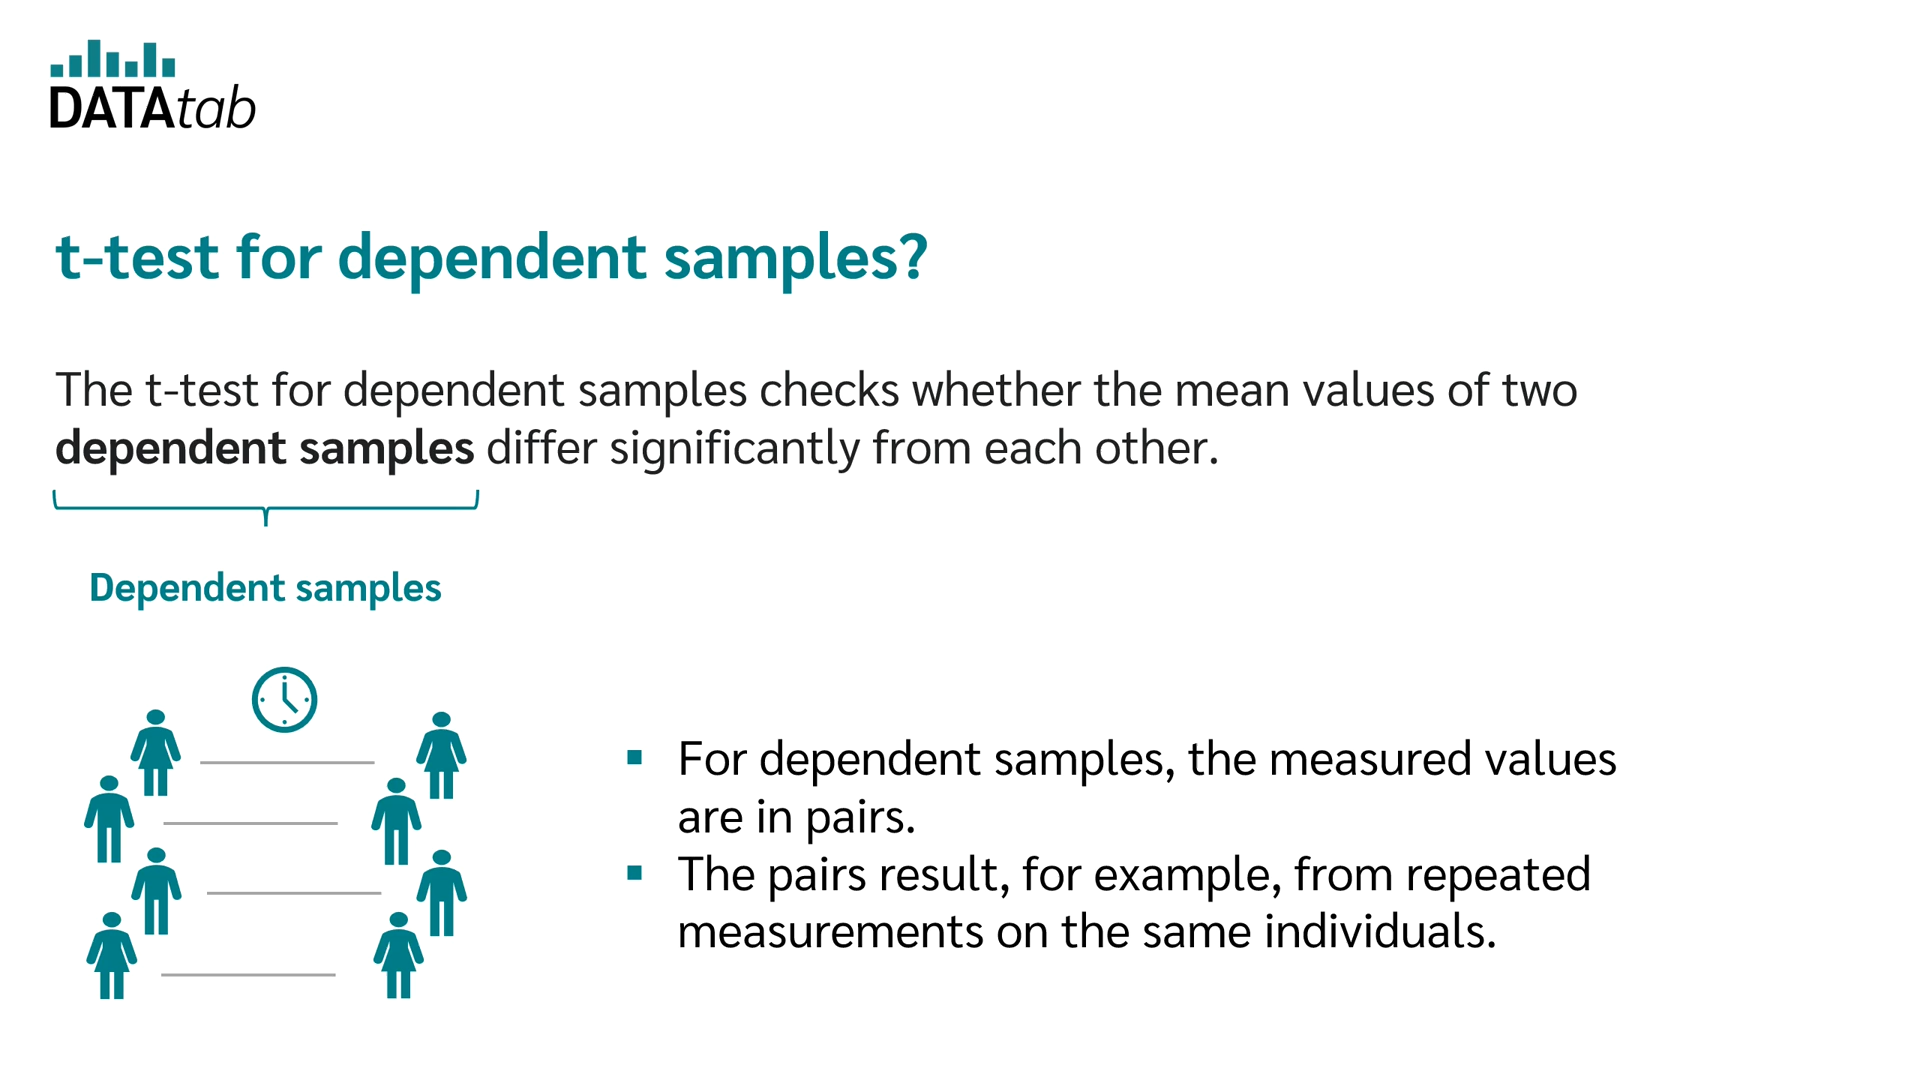 DATAtab
t-test for dependent samples?
The t-test for dependent samples checks whether the mean values of two
dependent samples differ significantly from each other.
Dependent samples
▪ For dependent samples, the measured values
are in pairs.
▪ The pairs result, for example, from repeated
measurements on the same individuals.